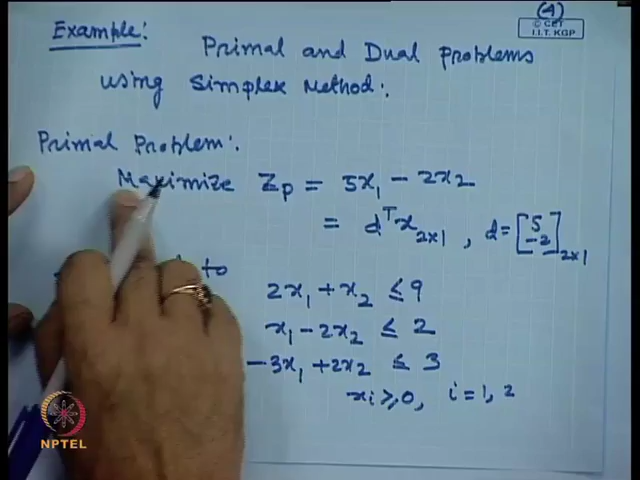 (4)
© CET
I.I.T. KGP
Example:
Primal and Dual problems
using Simplex Method:
Primal Problem:
Maximize Zp = 5x₁ - 2x₂
= dᵀx₂ₓ₁, d = [5 -2]₂ₓ₁
to
2x₁ + x₂ ≤ 9
x₁ - 2x₂ ≤ 2
-3x₁ + 2x₂ ≤ 3
xi ≥ 0, i = 1, 2
NPTEL